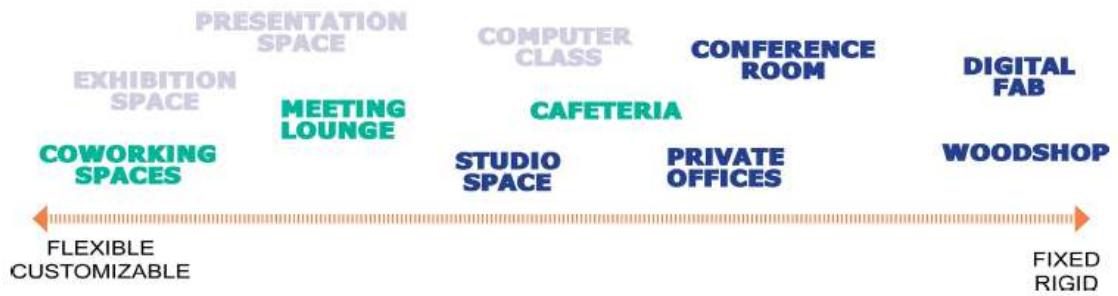 PRESENTATION
SPACE
COMPUTER
CLASS
CONFERENCE
ROOM
DIGITAL
FAB
EXHIBITION
SPACE
MEETING
LOUNGE
CAFETERIA
COWORKING
SPACES
STUDIO
SPACE
PRIVATE
OFFICES
WOODSHOP
FLEXIBLE
CUSTOMIZABLE
FIXED
RIGID